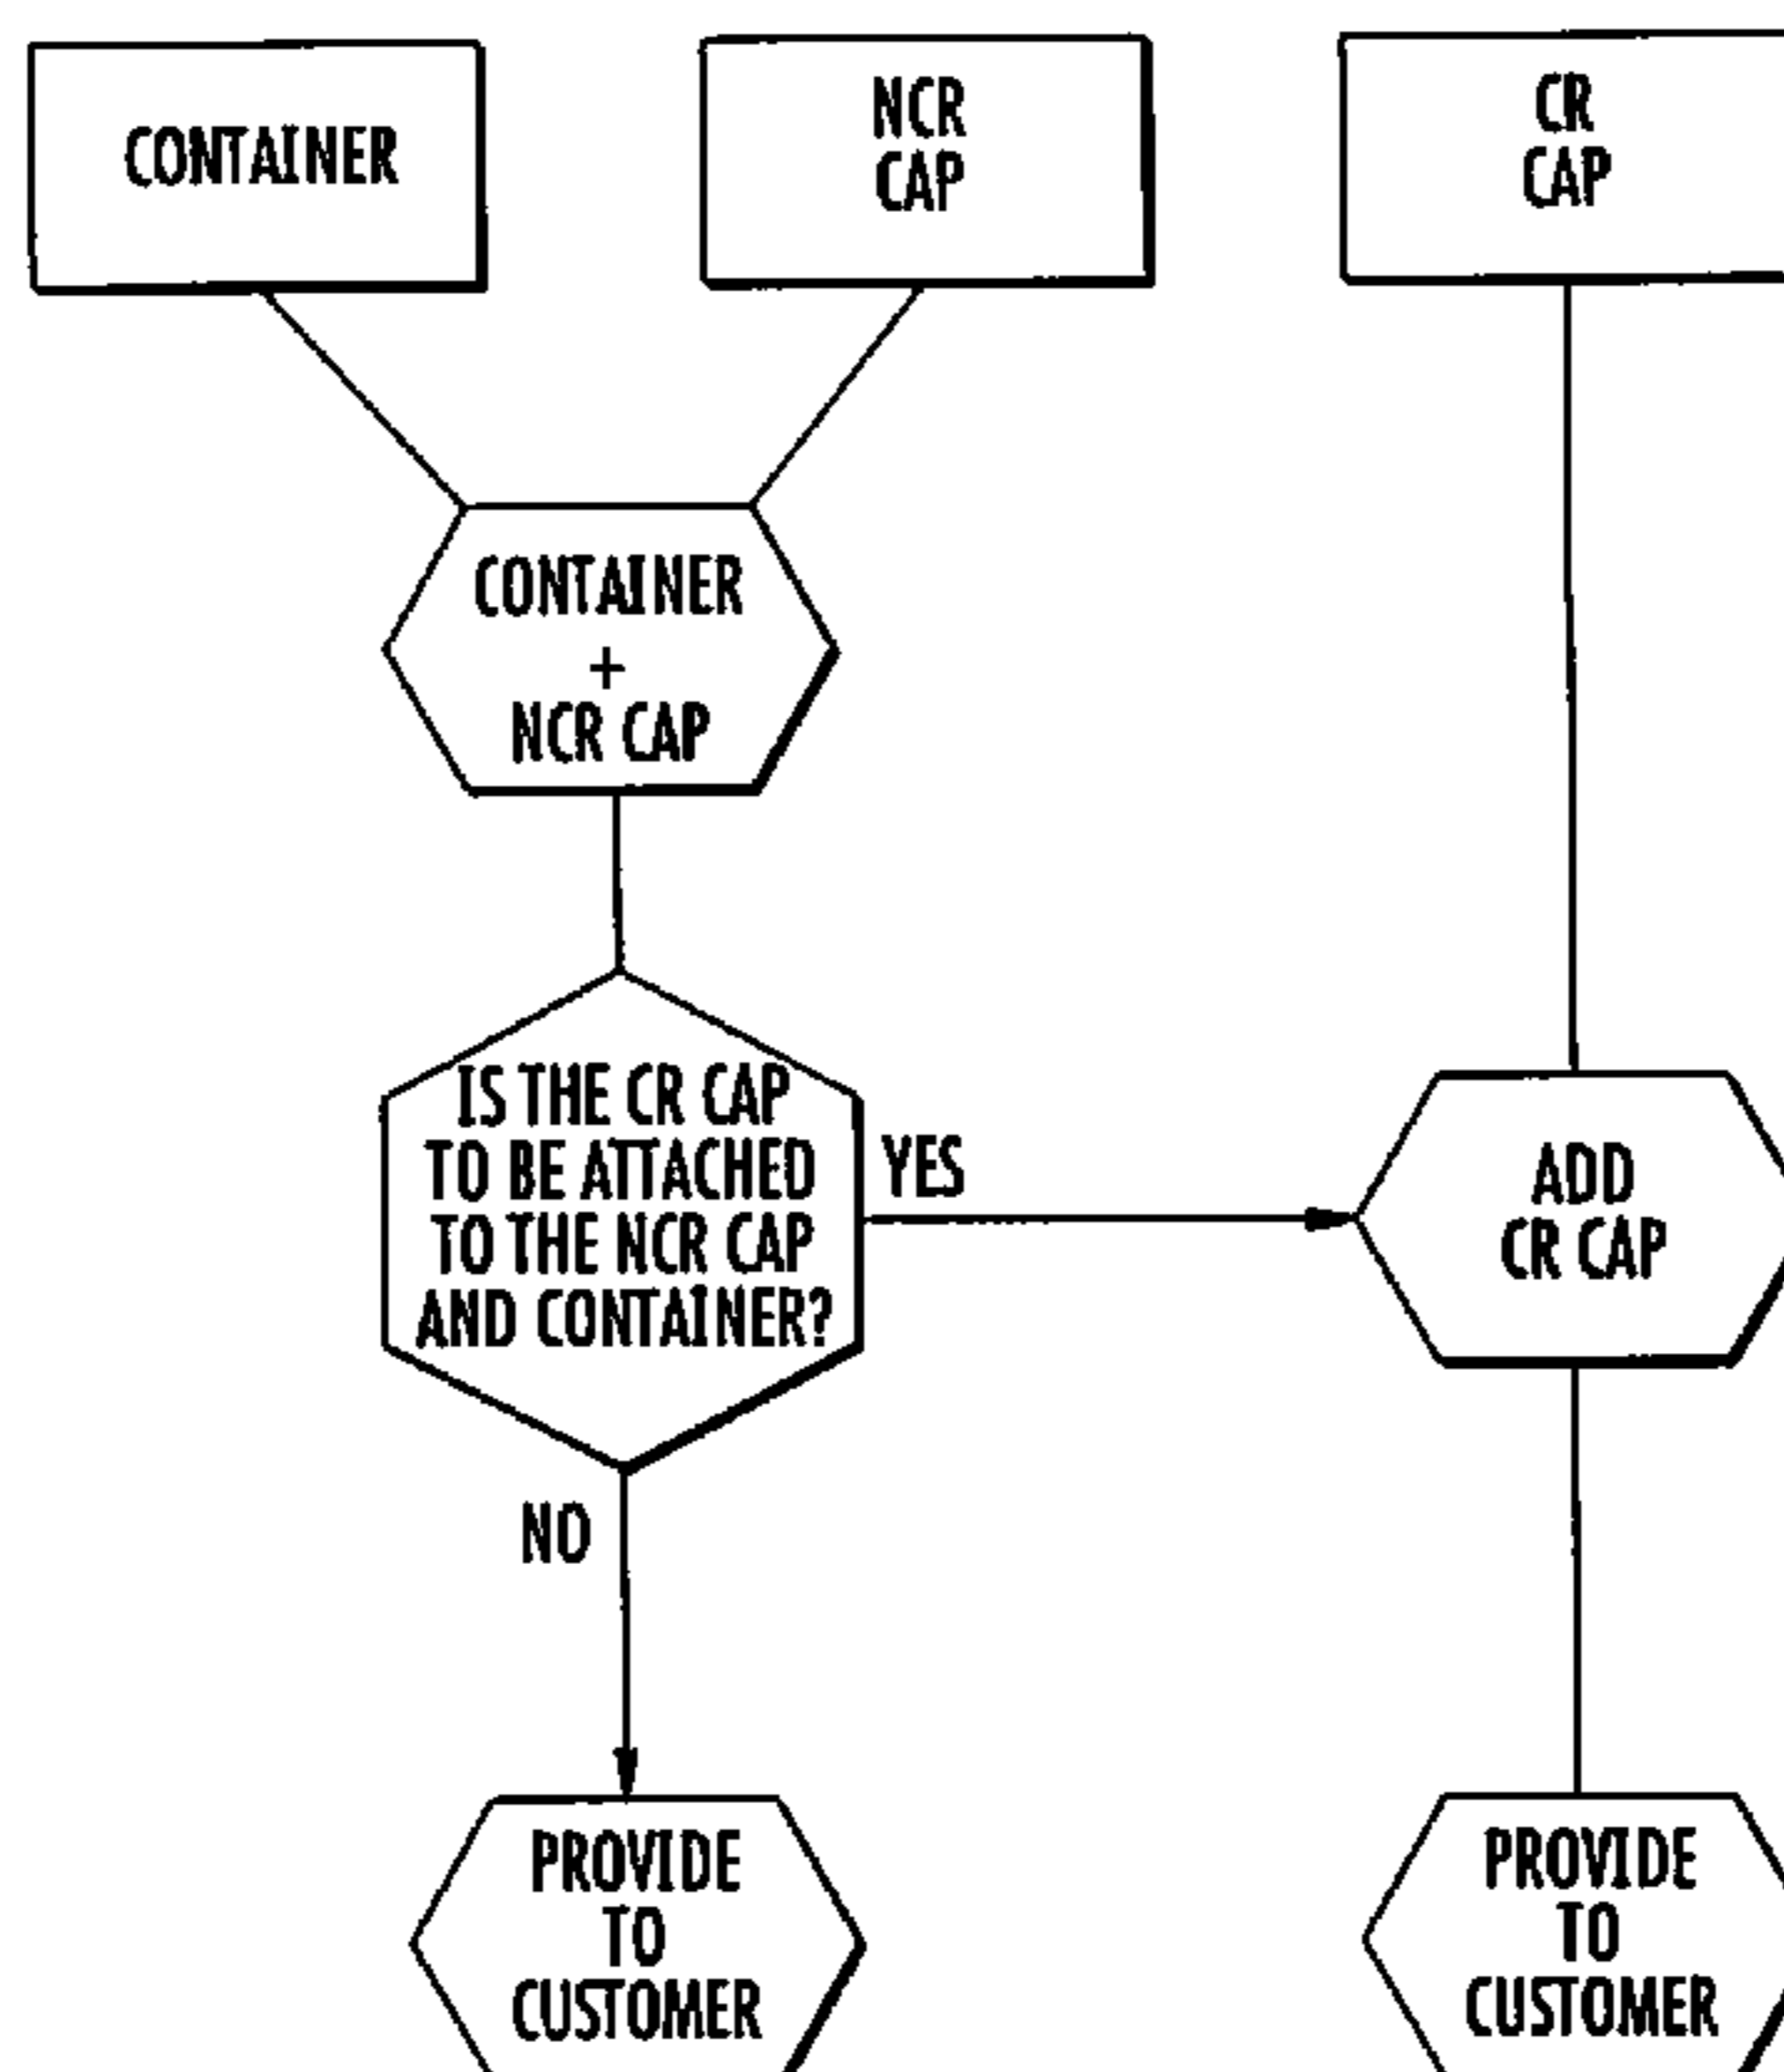 CONTAINER
NCR
CAP
CR
CAP
CONTAINER
+
NCR CAP
IS THE CR CAP
TO BE ATTACHED
TO THE NCR CAP
AND CONTAINER?
YES
ADD
CR CAP
NO
PROVIDE
TO
CUSTOMER
PROVIDE
TO
CUSTOMER